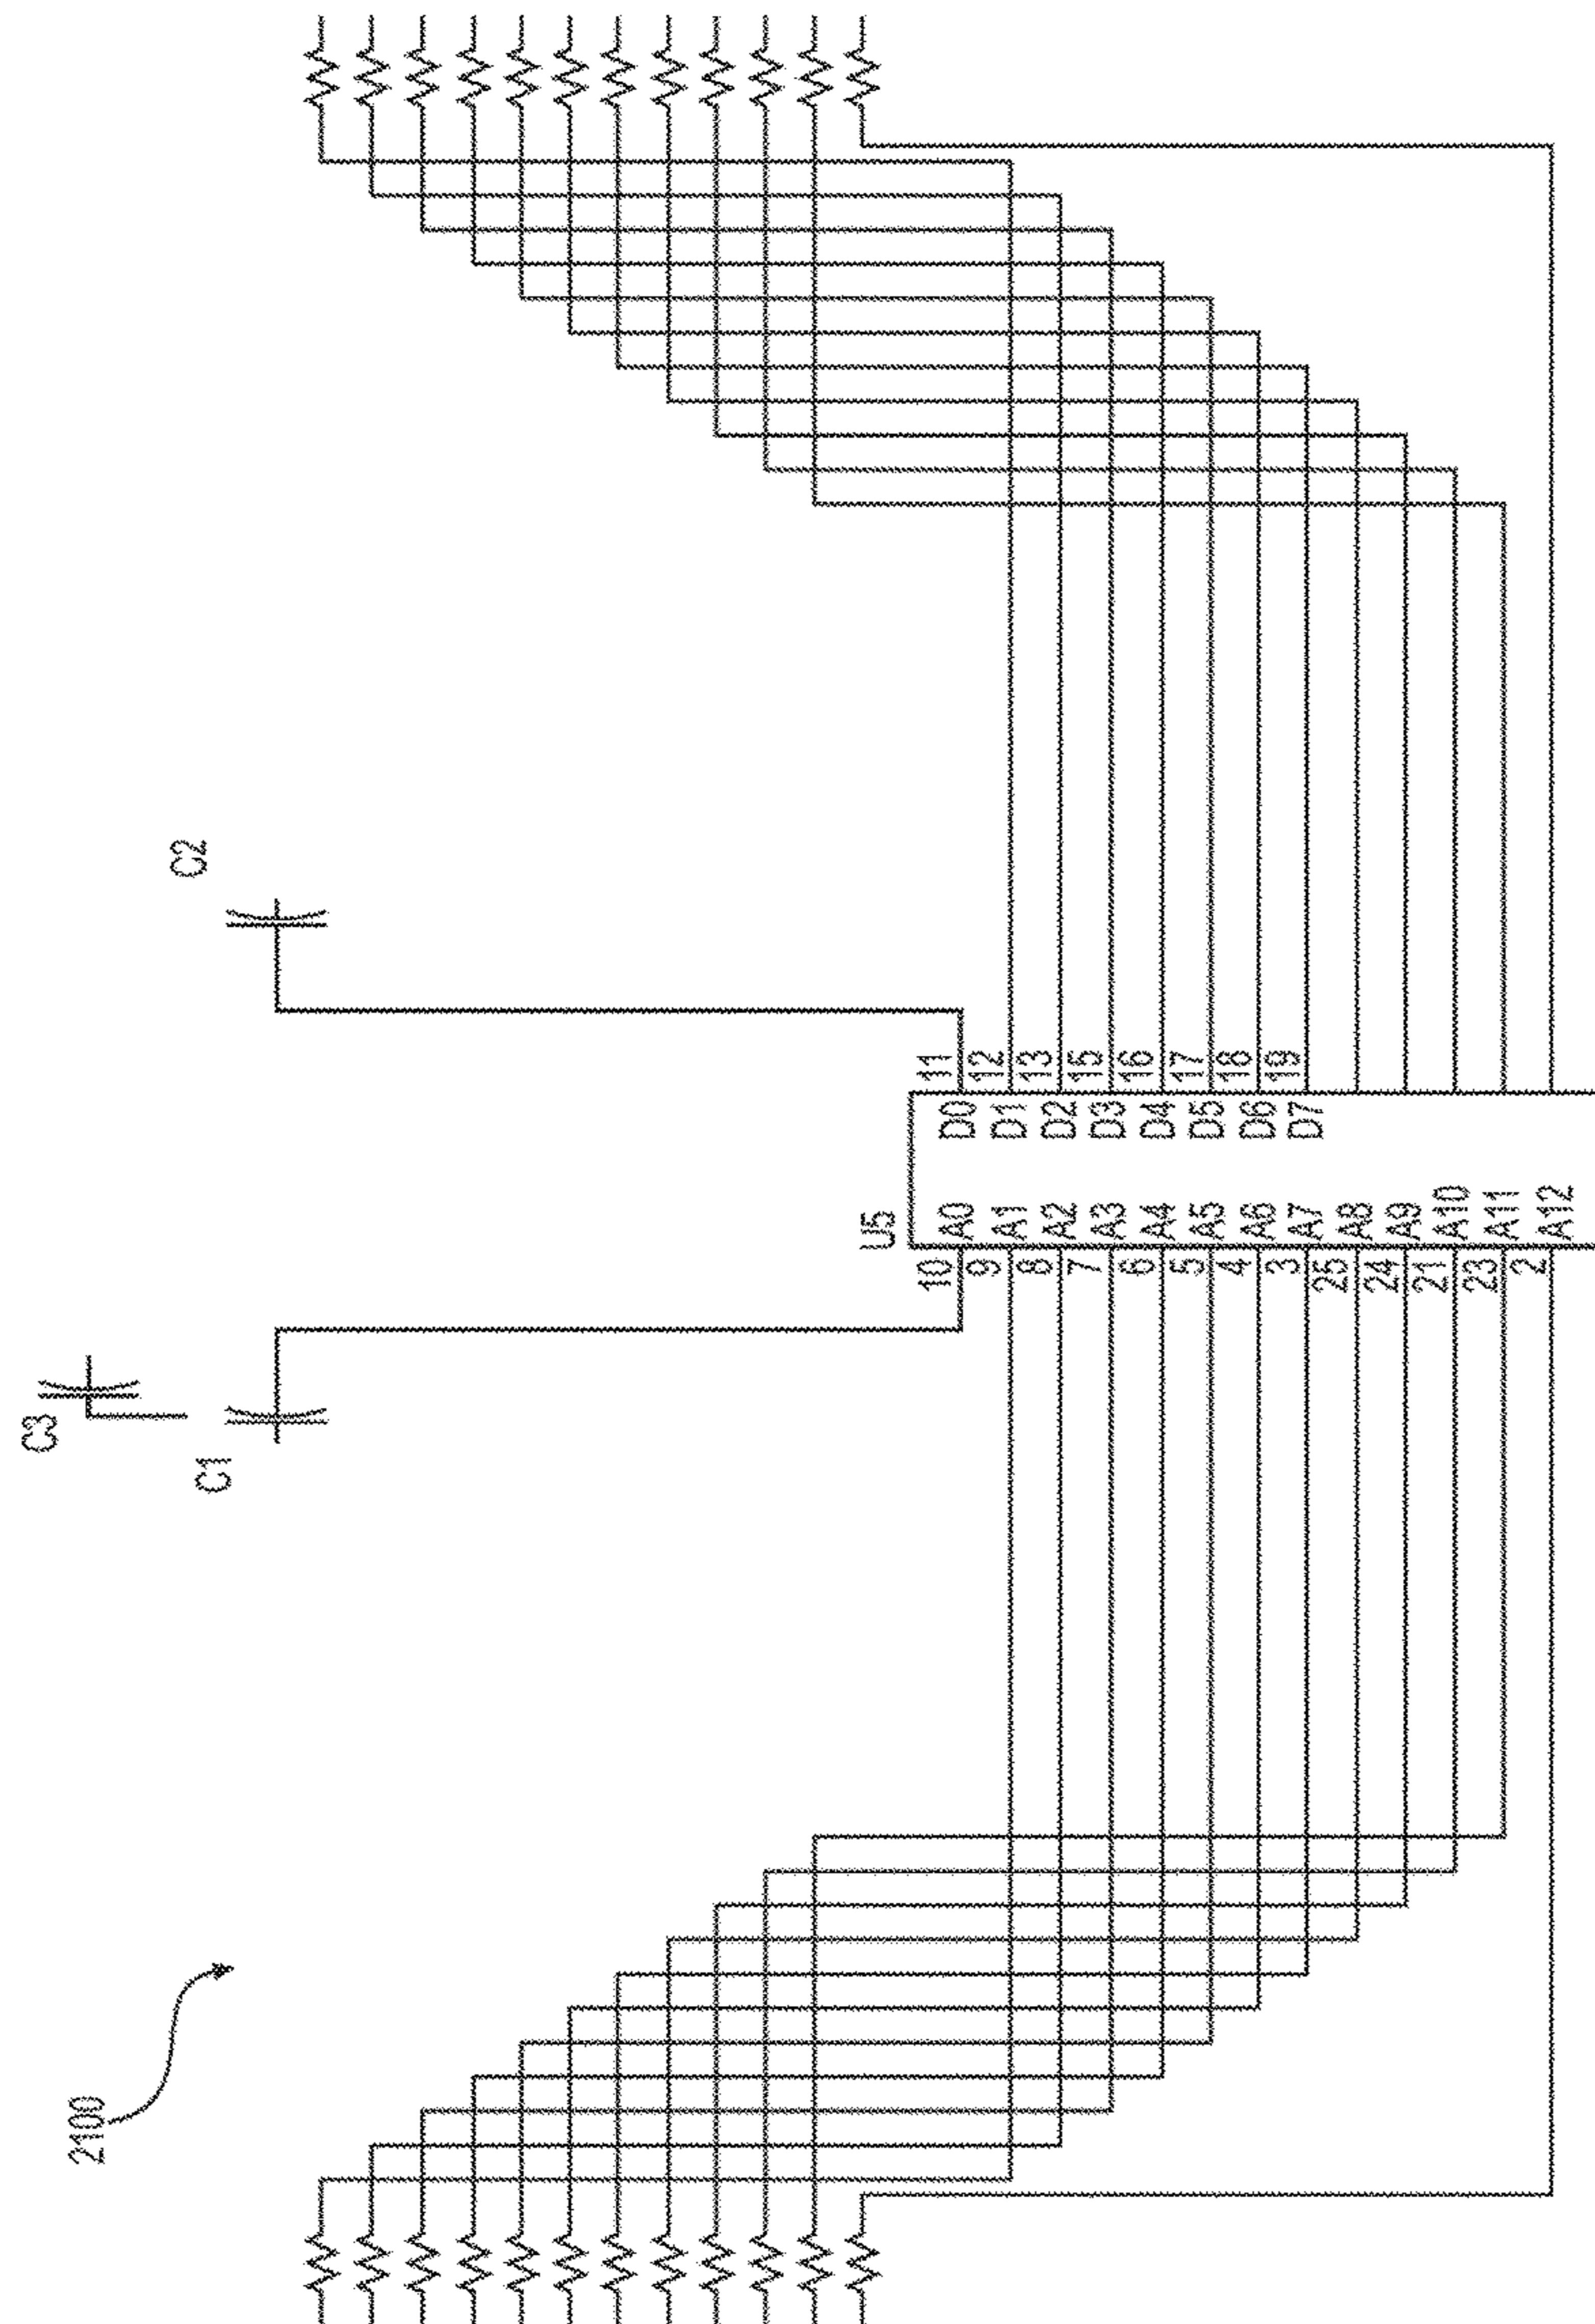 2100
C3
C1
C2
U5
10 A0 D0 11
9 A1 D1 12
8 A2 D2 13
7 A3 D3 15
6 A4 D4 16
5 A5 D5 17
4 A6 D6 18
3 A7 D7 19
25 A8
24 A9
21 A10
23 A11
2 A12